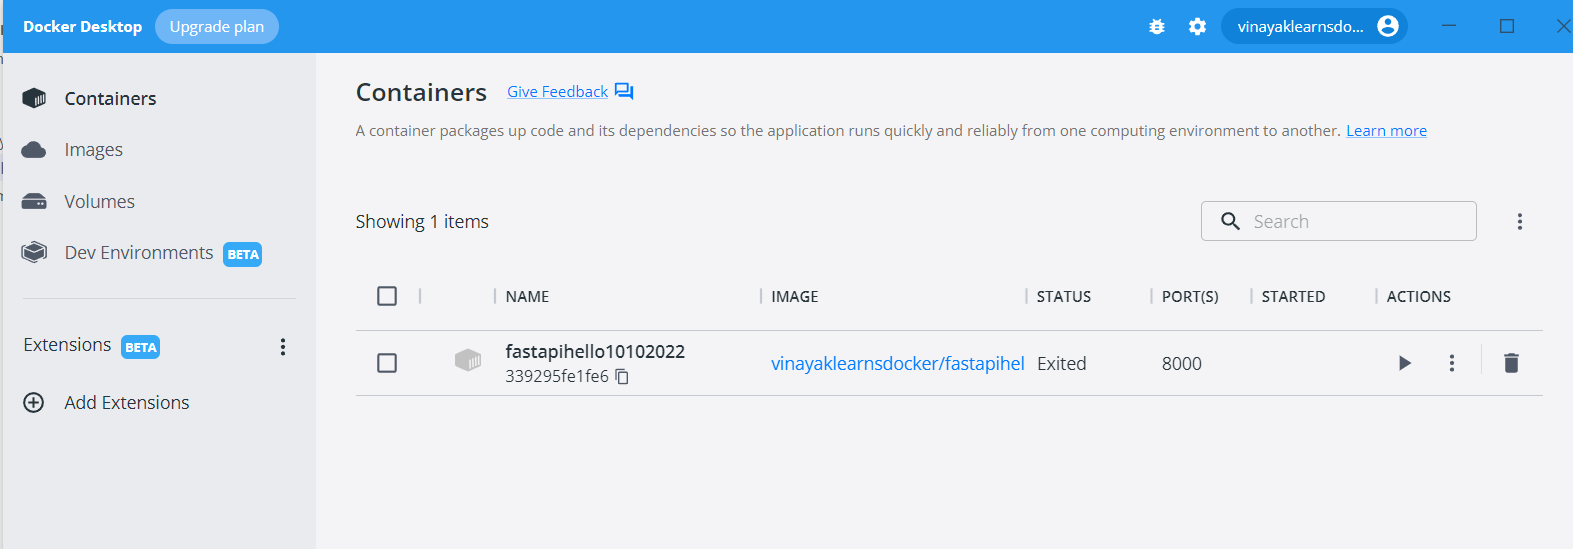 Docker Desktop Upgrade plan vinayaklearnsdo...
Containers
Images
Volumes
Dev Environments BETA
Extensions BETA
Add Extensions
Containers Give Feedback
A container packages up code and its dependencies so the application runs quickly and reliably from one computing environment to another. Learn more
Showing 1 items Search
NAME IMAGE STATUS PORT(S) STARTED ACTIONS
fastapihello10102022 vinayaklearnsdocker/fastapihel Exited 8000
339295fe1fe6